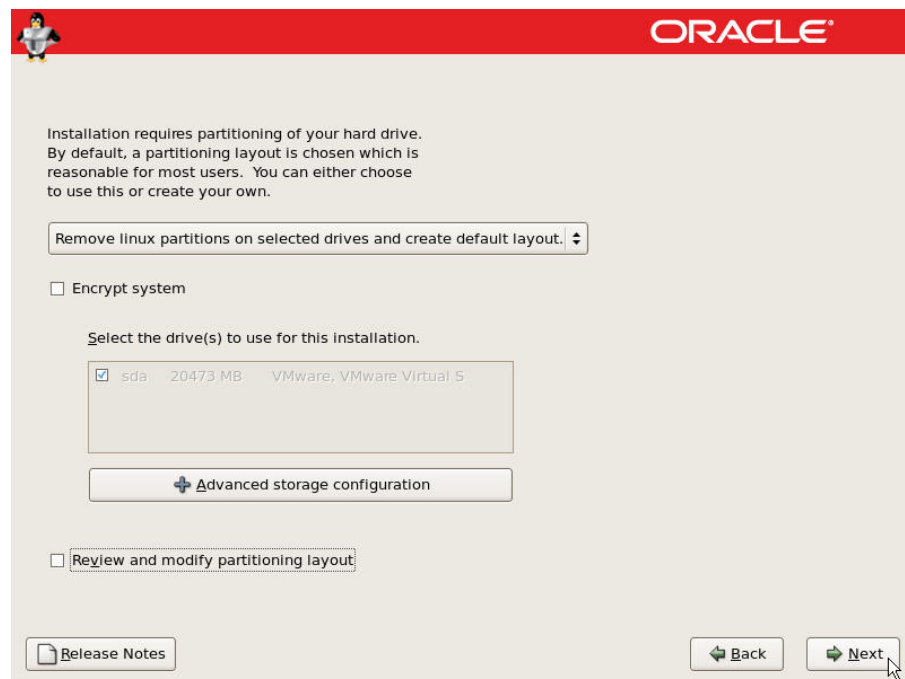 ORACLE®
Installation requires partitioning of your hard drive.
By default, a partitioning layout is chosen which is
reasonable for most users.  You can either choose
to use this or create your own.
Remove linux partitions on selected drives and create default layout.
Encrypt system
Select the drive(s) to use for this installation.
sda 20473 MB VMware, VMware Virtual S
Advanced storage configuration
Review and modify partitioning layout
Release Notes
Back
Next